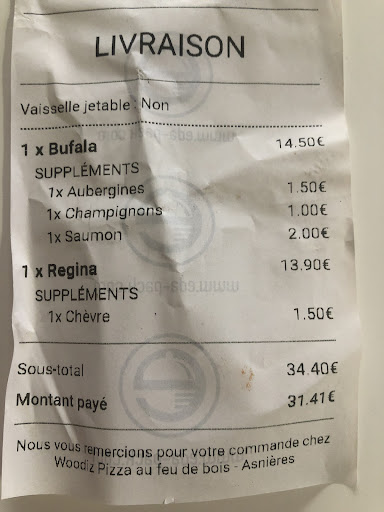 LIVRAISON
Vaisselle jetable : Non
1 x Bufala 14.50€
SUPPLÉMENTS
1x Aubergines 1.50€
1x Champignons 1.00€
1x Saumon 2.00€
1 x Regina 13.90€
SUPPLÉMENTS
1x Chèvre 1.50€
Sous-total 34.40€
Montant payé 31.41€
Nous vous remercions pour votre commande chez
Woodiz Pizza au feu de bois - Asnières